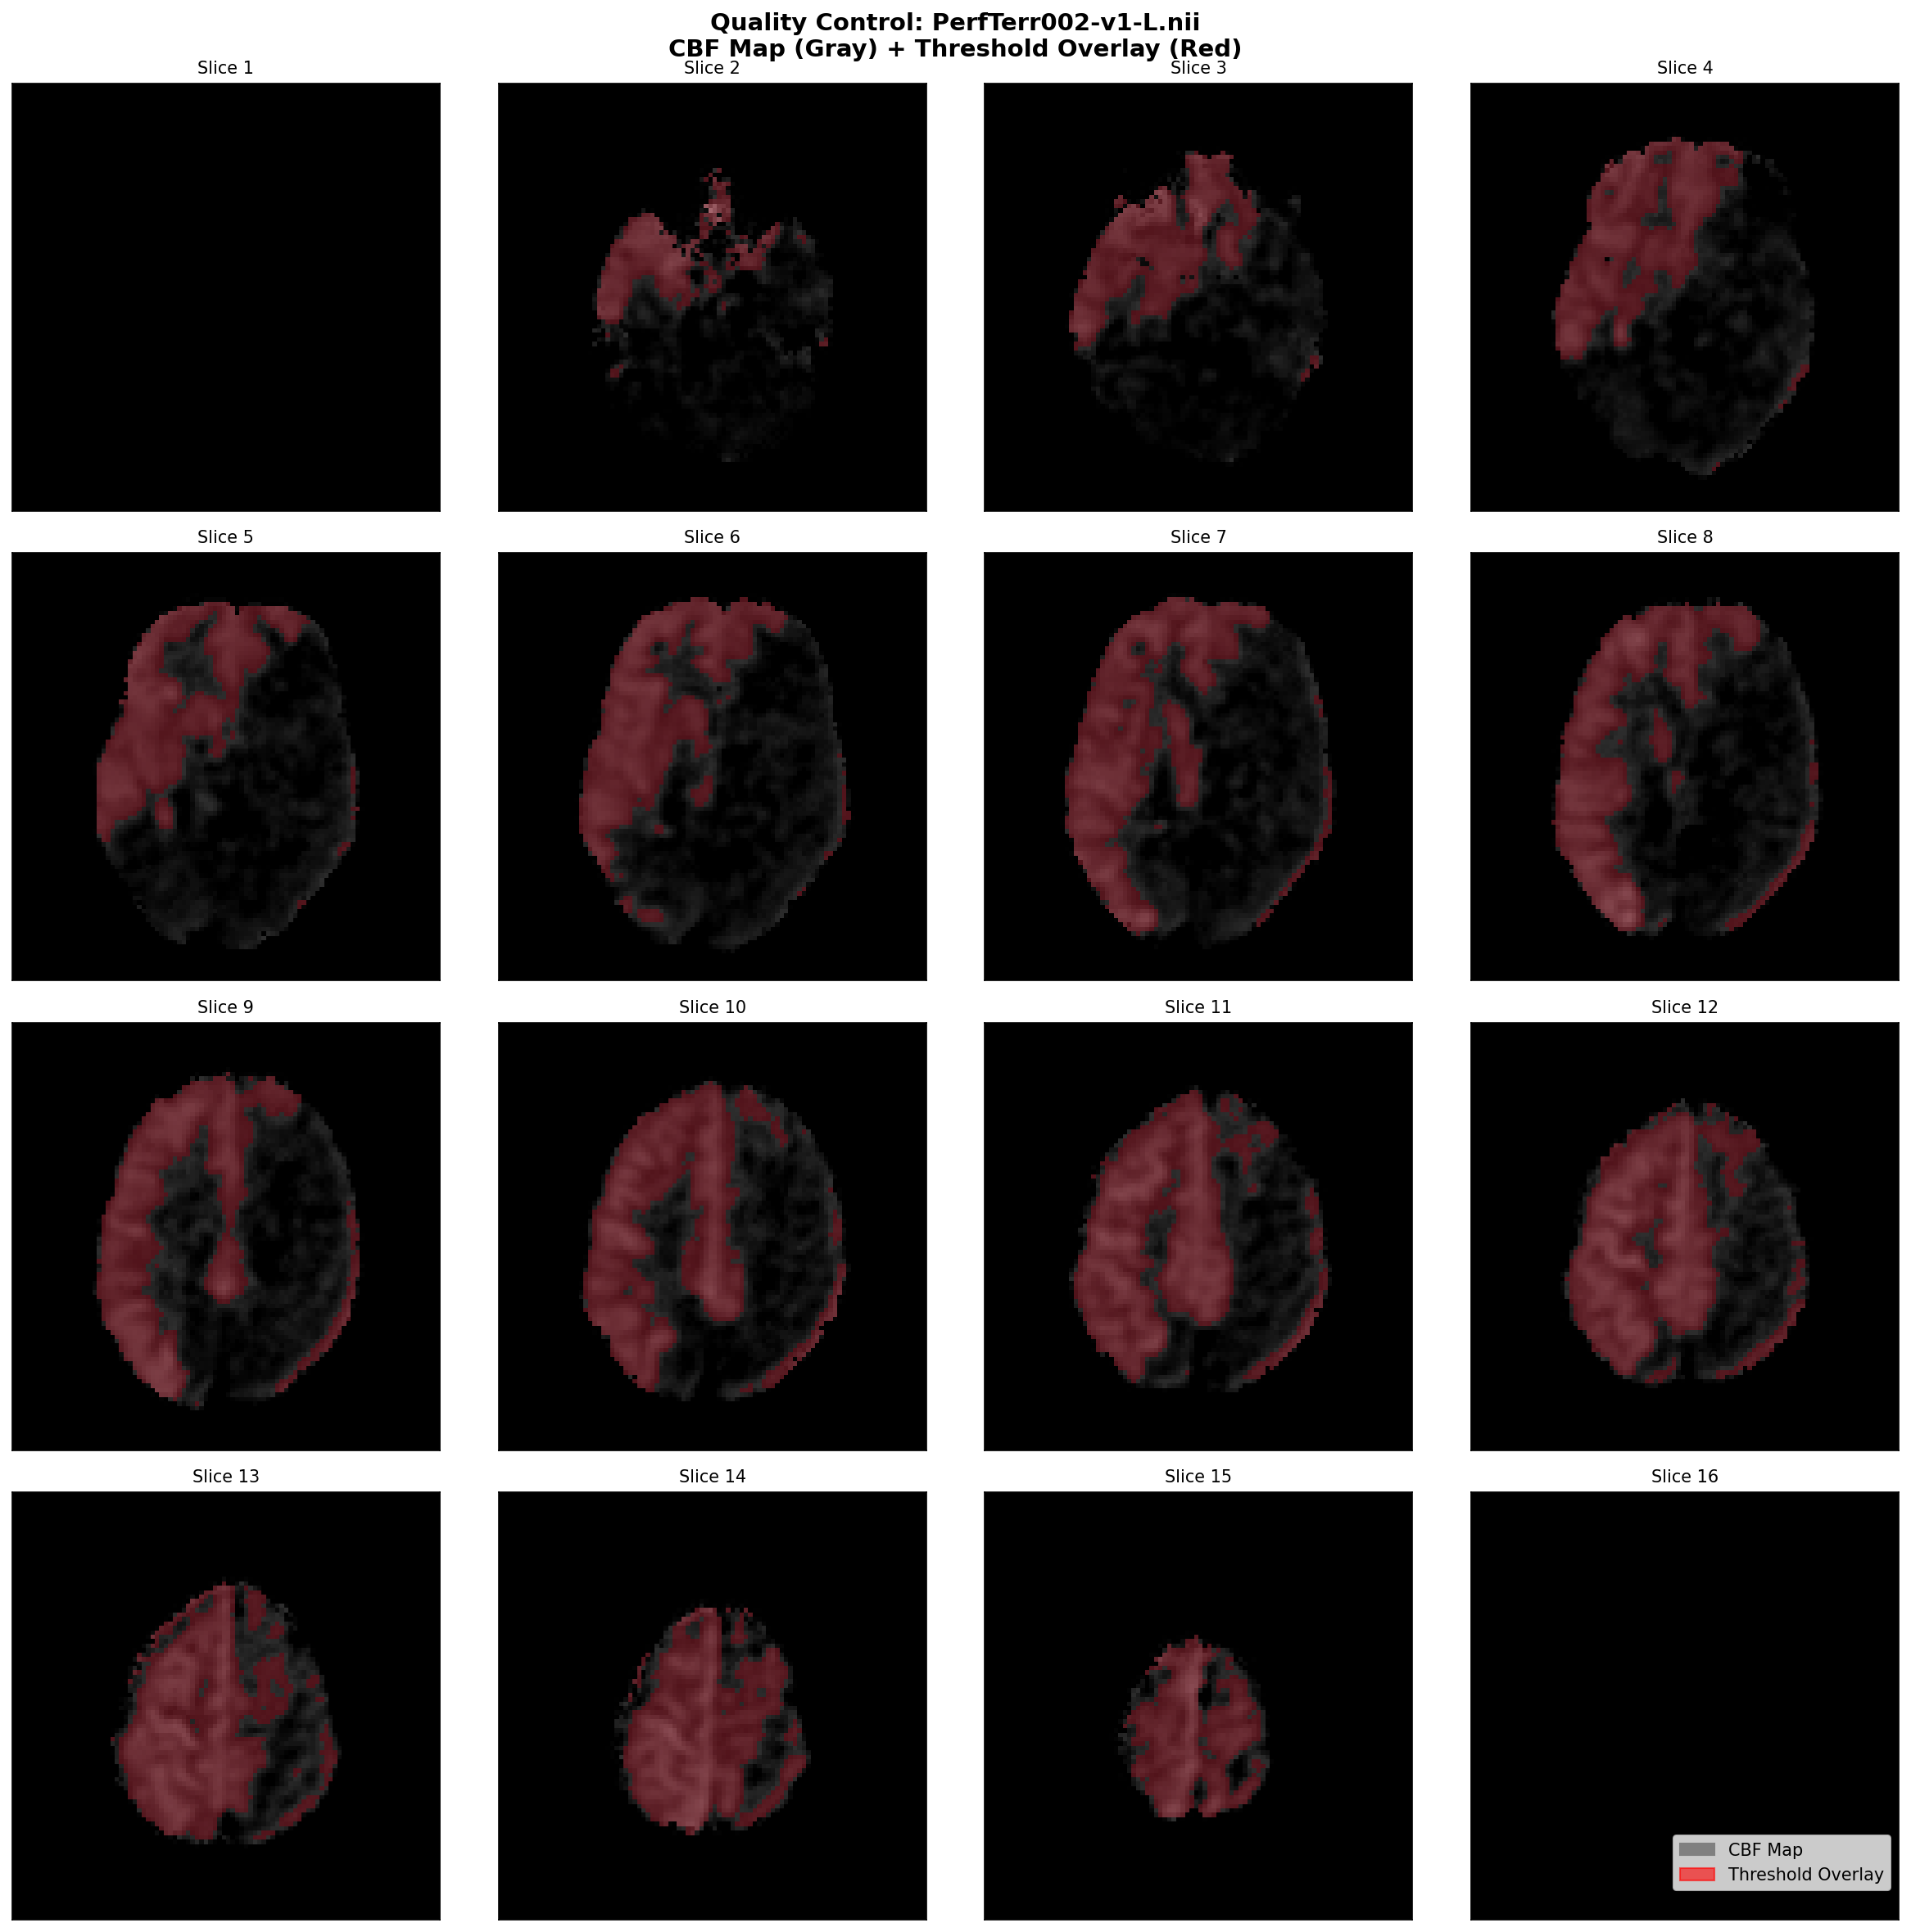 Quality Control: PerfTerr002-v1-L.nii
CBF Map (Gray) + Threshold Overlay (Red)
Slice 1
Slice 2
Slice 3
Slice 4
Slice 5
Slice 6
Slice 7
Slice 8
Slice 9
Slice 10
Slice 11
Slice 12
Slice 13
Slice 14
Slice 15
Slice 16
CBF Map
Threshold Overlay